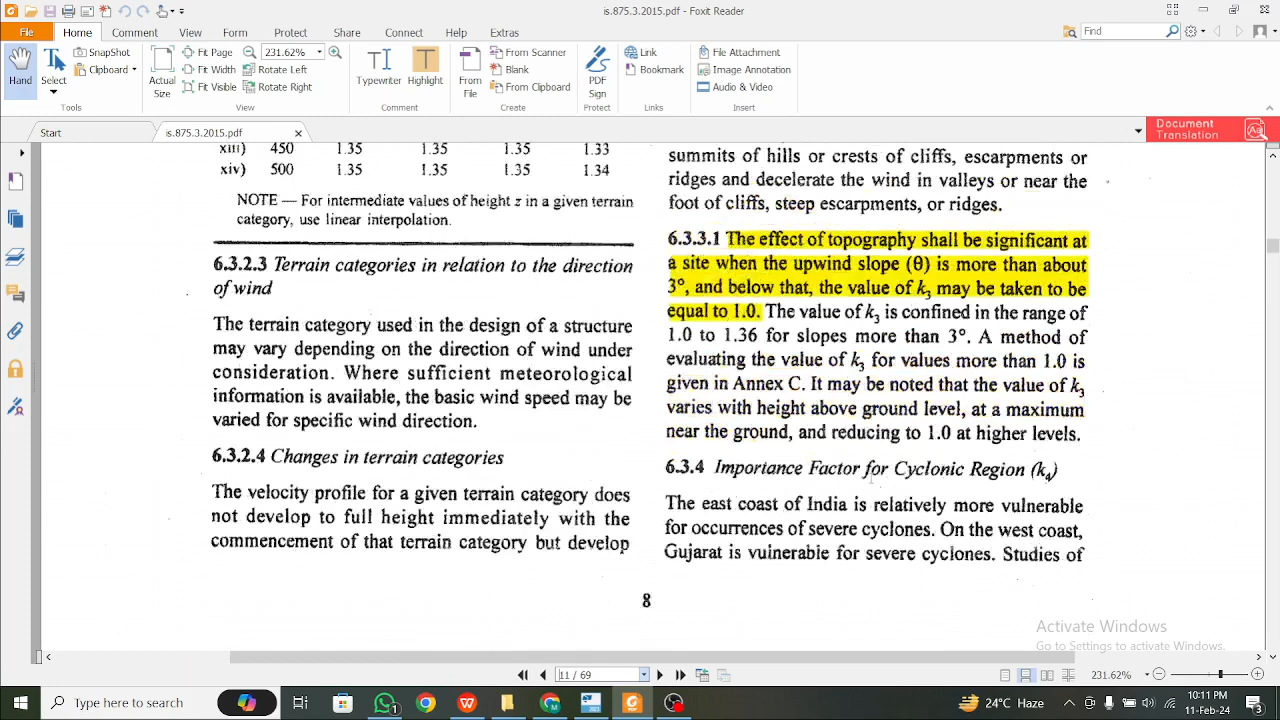 is.875.3.2015.pdf - Foxit Reader
File Home Comment View Form Protect Share Connect Help Extras
Find
Hand
Select
SnapShot
Clipboard
Tools
Actual Size
Fit Page
Fit Width
Fit Visible
231.62%
Rotate Left
Rotate Right
View
Typewriter
Highlight
Comment
From File
From Scanner
Blank
From Clipboard
Create
PDF Sign
Protect
Link
Bookmark
Links
File Attachment
Image Annotation
Audio & Video
Insert
Start
is.875.3.2015.pdf
Document
Translation
xiii) 450 1.35 1.35 1.35 1.33
xiv) 500 1.35 1.35 1.35 1.34
NOTE — For intermediate values of height z in a given terrain
category, use linear interpolation.
6.3.2.3 Terrain categories in relation to the direction
of wind
The terrain category used in the design of a structure
may vary depending on the direction of wind under
consideration. Where sufficient meteorological
information is available, the basic wind speed may be
varied for specific wind direction.
6.3.2.4 Changes in terrain categories
The velocity profile for a given terrain category does
not develop to full height immediately with the
commencement of that terrain category but develop
summits of hills or crests of cliffs, escarpments or
ridges and decelerate the wind in valleys or near the
foot of cliffs, steep escarpments, or ridges.
6.3.3.1 The effect of topography shall be significant at
a site when the upwind slope (θ) is more than about
3°, and below that, the value of k3 may be taken to be
equal to 1.0. The value of k3 is confined in the range of
1.0 to 1.36 for slopes more than 3°. A method of
evaluating the value of k3 for values more than 1.0 is
given in Annex C. It may be noted that the value of k3
varies with height above ground level, at a maximum
near the ground, and reducing to 1.0 at higher levels.
6.3.4 Importance Factor for Cyclonic Region (k4)
The east coast of India is relatively more vulnerable
for occurrences of severe cyclones. On the west coast,
Gujarat is vulnerable for severe cyclones. Studies of
8
Activate Windows
Go to Settings to activate Windows.
11 / 69
231.62%
Type here to search
24°C Haze
ENG
10:11 PM
11-Feb-24
3